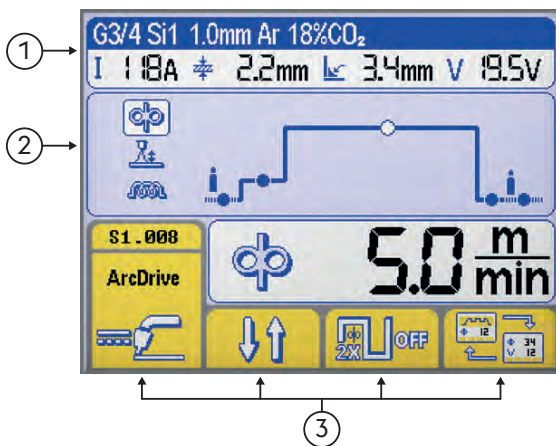 G3/4 Si1 1.0mm Ar 18%CO₂
I 118A 2.2mm 3.4mm V 19.5V
1
2
S1.008
ArcDrive
5.0 m/min
2X OFF
12
34
V 12
3